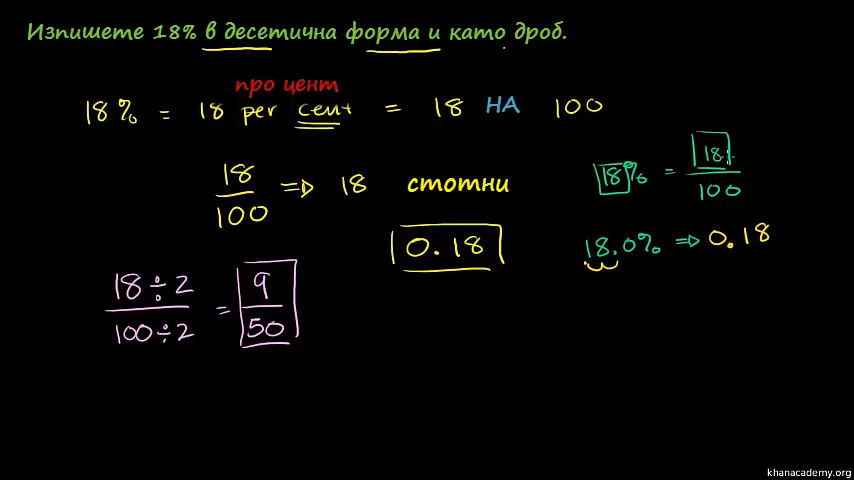 Изпишете 18% в десетична форма и като дроб.
про цент
18% = 18 per cent = 18 НА 100
18/100 ⇒ 18 стотни
0.18
18% = 18/100
18.0% ⇒ 0.18
18÷2/100÷2 = 9/50
khanacademy.org